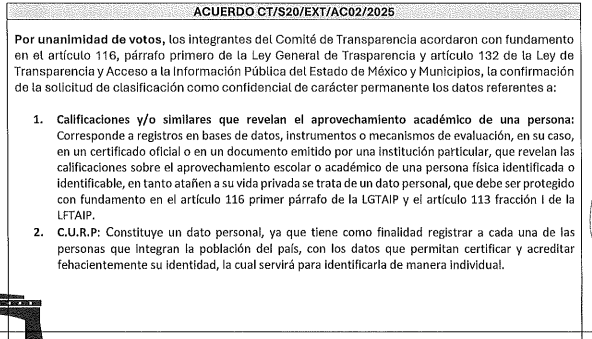 ACUERDO CT/S20/EXT/AC02/2025
Por unanimidad de votos, los integrantes del Comité de Transparencia acordaron con fundamento
en el artículo 116, párrafo primero de la Ley General de Trasparencia y artículo 132 de la Ley de
Transparencia y Acceso a la Información Pública del Estado de México y Municipios, la confirmación
de la solicitud de clasificación como confidencial de carácter permanente los datos referentes a:
1. Calificaciones y/o similares que revelan el aprovechamiento académico de una persona:
Corresponde a registros en bases de datos, instrumentos o mecanismos de evaluación, en su caso,
en un certificado oficial o en un documento emitido por una institución particular, que revelan las
calificaciones sobre el aprovechamiento escolar o académico de una persona física identificada o
identificable, en tanto atañen a su vida privada se trata de un dato personal, que debe ser protegido
con fundamento en el artículo 116 primer párrafo de la LGTAIP y el artículo 113 fracción I de la
LFTAIP.
2. C.U.R.P: Constituye un dato personal, ya que tiene como finalidad registrar a cada una de las
personas que integran la población del país, con los datos que permitan certificar y acreditar
fehacientemente su identidad, la cual servirá para identificarla de manera individual.